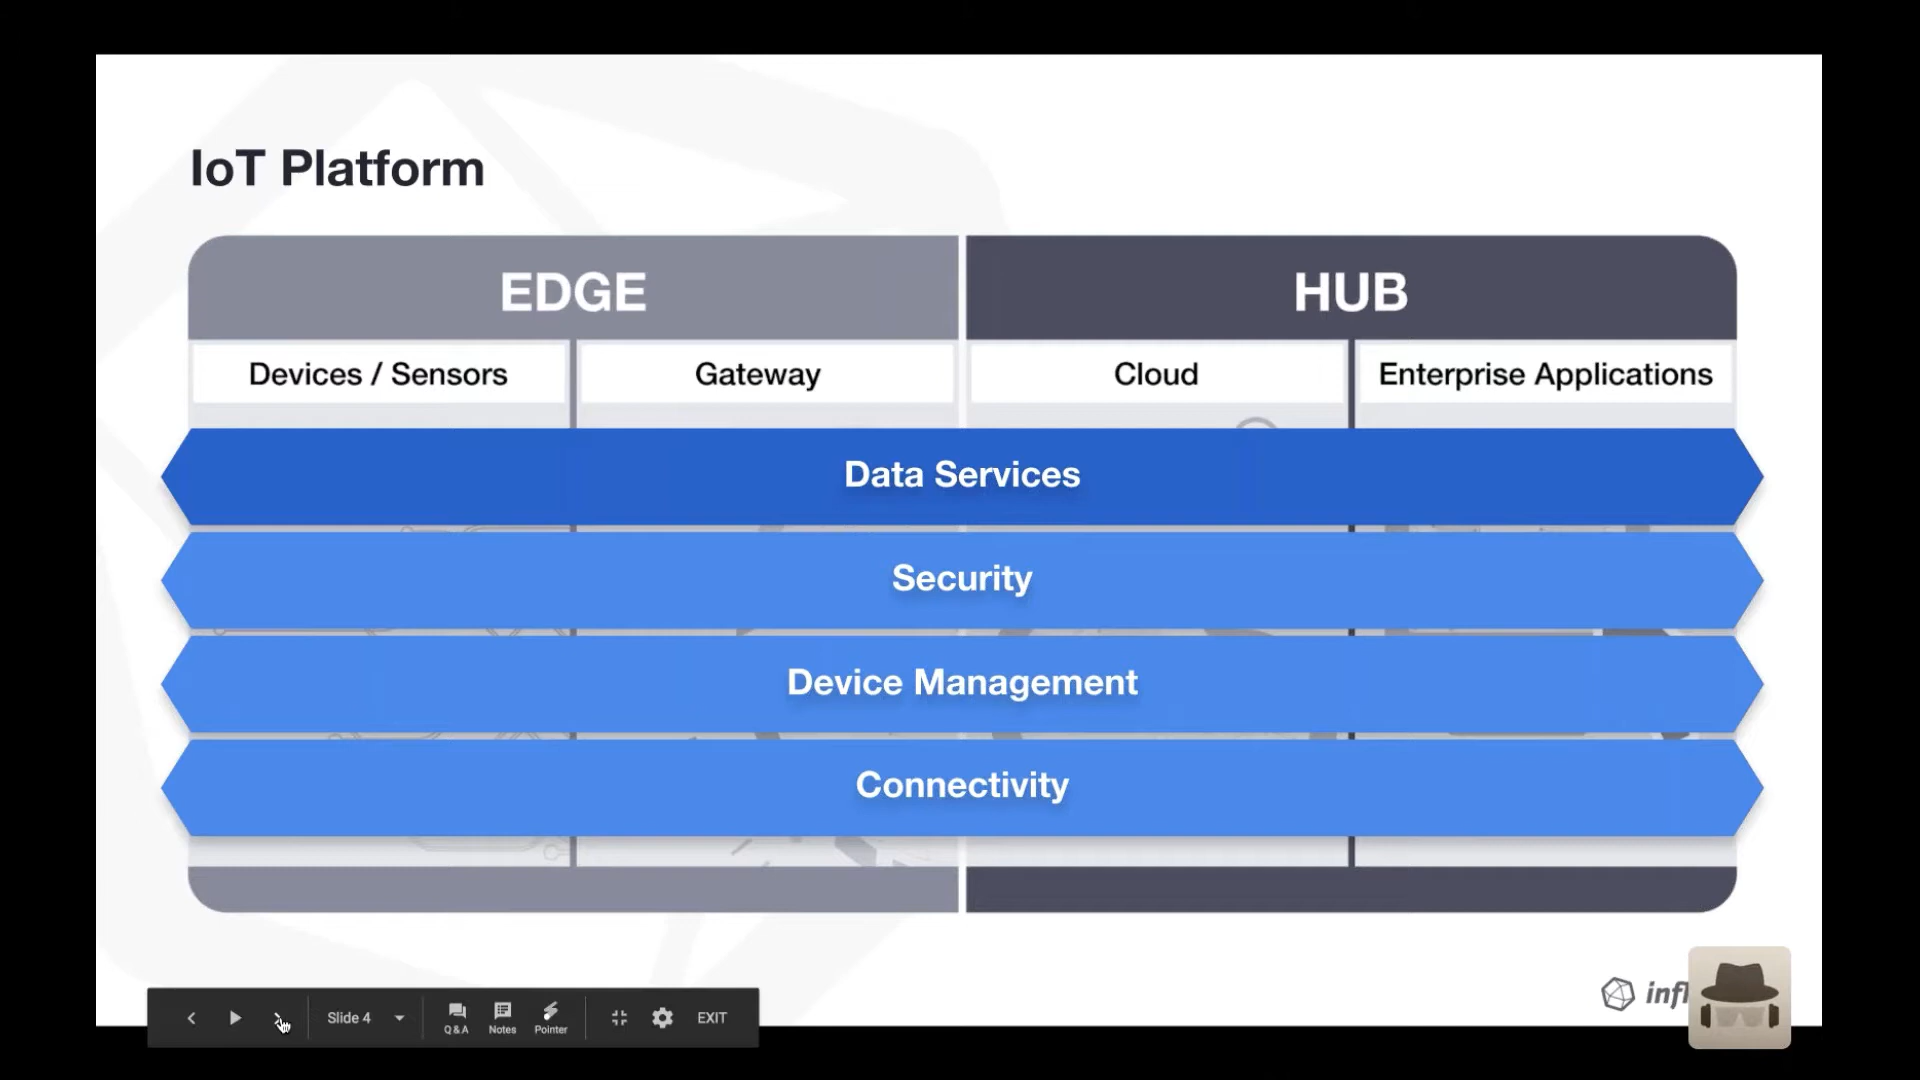 IoT Platform
EDGE
HUB
Devices / Sensors
Gateway
Cloud
Enterprise Applications
Data Services
Security
Device Management
Connectivity
Slide 4
Q & A
Notes
Pointer
EXIT